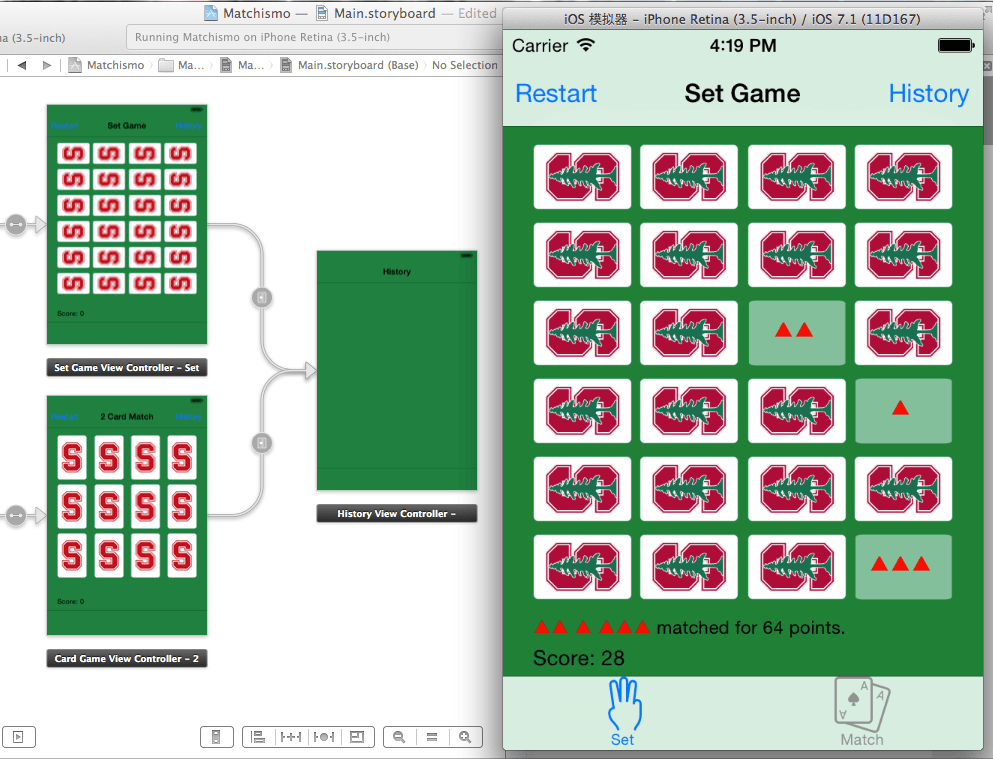 Matchismo — Main.storyboard — Edited
na (3.5-inch)
Running Matchismo on iPhone Retina (3.5-inch)
Matchismo
Ma...
Ma...
Main.storyboard (Base)
No Selection
Restart Set Game History
Score: 0
Set Game View Controller – Set
Restart 2 Card Match History
Score: 0
Card Game View Controller – 2
History
History View Controller –
iOS 模拟器 – iPhone Retina (3.5-inch) / iOS 7.1 (11D167)
Carrier 4:19 PM
Restart Set Game History
▲▲
▲
▲▲▲
▲▲ ▲ ▲▲▲ matched for 64 points.
Score: 28
Set
A
A
A
Match